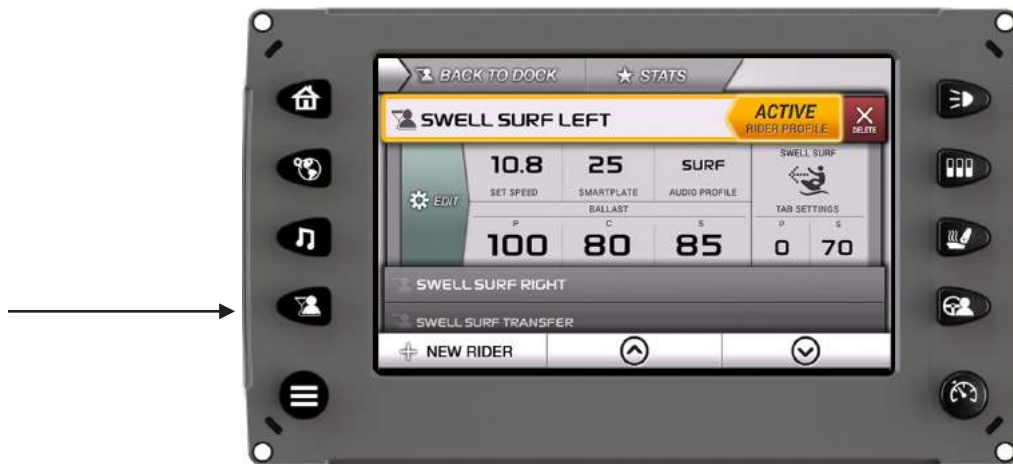 BACK TO DOCK
STATS
SWELL SURF LEFT
ACTIVE
RIDER PROFILE
DELETE
EDIT
10.8
25
SURF
SWELL SURF
SET SPEED
SMARTPLATE
AUDIO PROFILE
BALLAST
TAB SETTINGS
P
C
S
P
S
100
80
85
0
70
SWELL SURF RIGHT
SWELL SURF TRANSFER
NEW RIDER